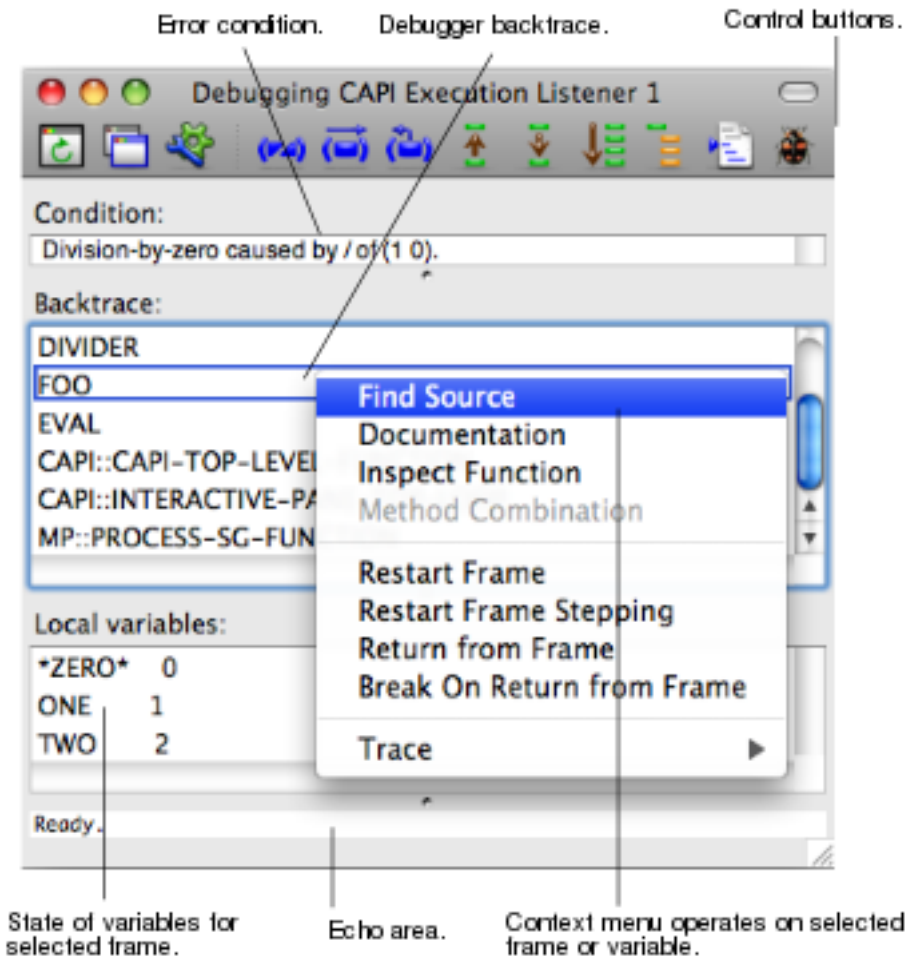 Error condition. Debugger backtrace. Control buttons.
Debugging CAPI Execution Listener 1
Condition:
Division-by-zero caused by / of (1 0).
Backtrace:
DIVIDER
FOO
EVAL
CAPI::CAPI-TOP-LEVEL
CAPI::INTERACTIVE-PA
MP::PROCESS-SG-FUN
Find Source
Documentation
Inspect Function
Method Combination
Restart Frame
Restart Frame Stepping
Return from Frame
Break On Return from Frame
Trace
Local variables:
*ZERO* 0
ONE 1
TWO 2
Ready.
State of variables for
selected frame.
Echo area.
Context menu operates on selected
frame or variable.